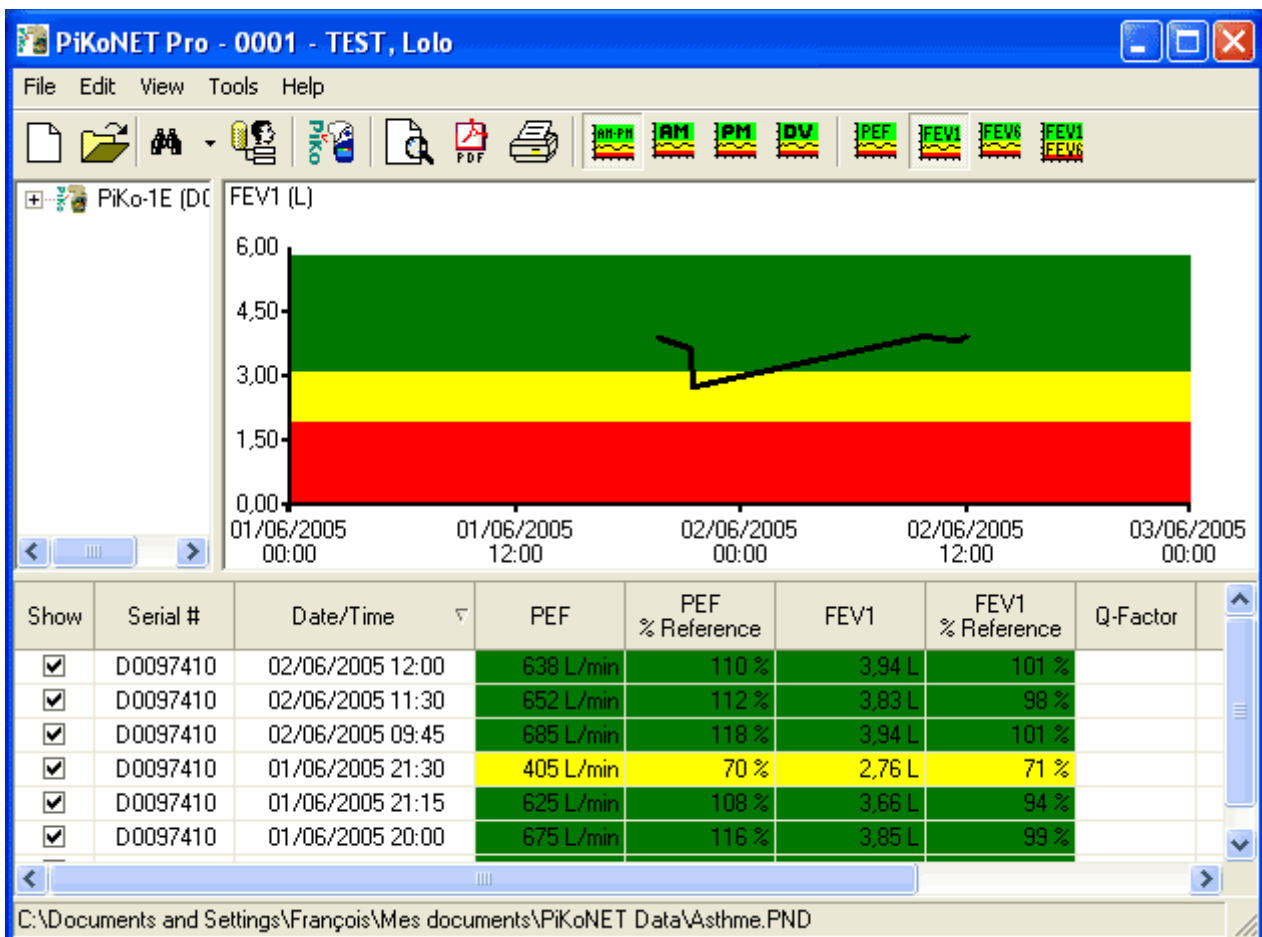 PiKoNET Pro - 0001 - TEST, Lolo
File Edit View Tools Help
PiKo PDF AM-PM AM PM DV PEF FEV1 FEV6 FEV1 FEV6
PiKo-1E (D0
FEV1 (L)
6,00
4,50
3,00
1,50
0,00
01/06/2005 01/06/2005 02/06/2005 02/06/2005 03/06/2005
00:00 12:00 00:00 12:00 00:00
Show Serial # Date/Time PEF PEF % Reference FEV1 FEV1 % Reference Q-Factor
D0097410 02/06/2005 12:00 638 L/min 110 % 3,94 L 101 %
D0097410 02/06/2005 11:30 652 L/min 112 % 3,83 L 98 %
D0097410 02/06/2005 09:45 685 L/min 118 % 3,94 L 101 %
D0097410 01/06/2005 21:30 405 L/min 70 % 2,76 L 71 %
D0097410 01/06/2005 21:15 625 L/min 108 % 3,66 L 94 %
D0097410 01/06/2005 20:00 675 L/min 116 % 3,85 L 99 %
C:\Documents and Settings\François\Mes documents\PiKoNET Data\Asthme.PND